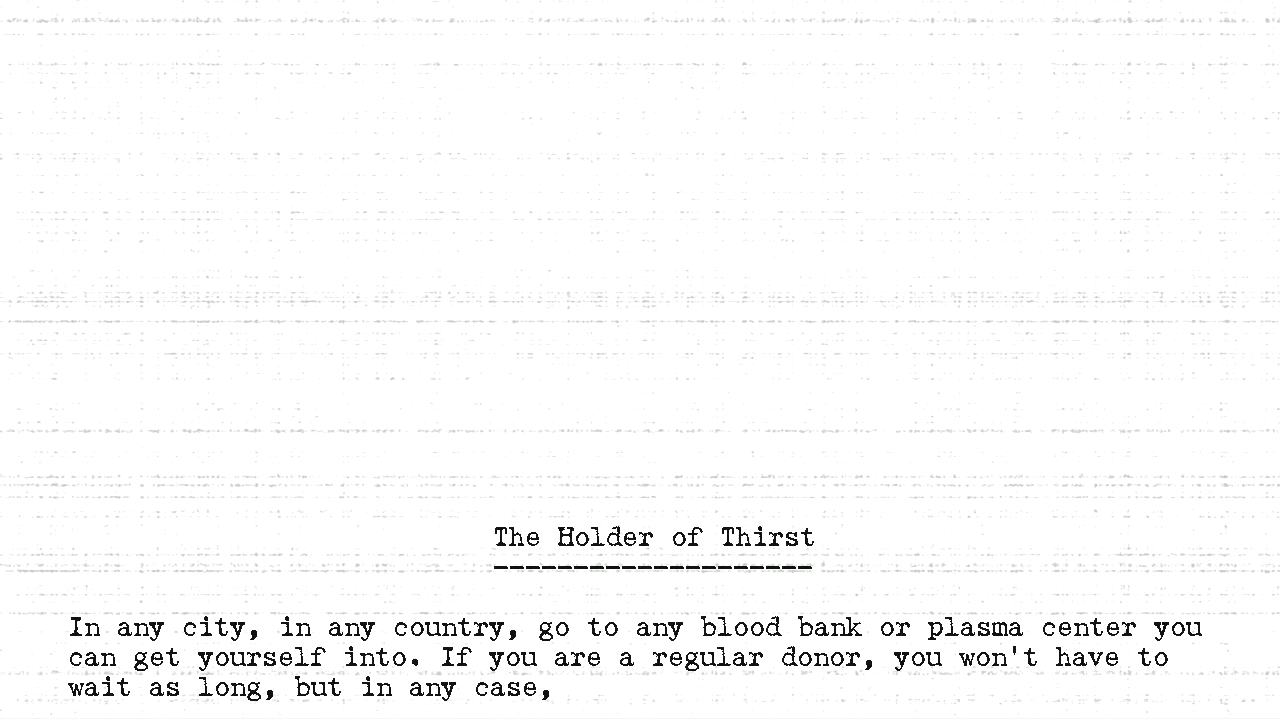 The Holder of Thirst
In any city, in any country, go to any blood bank or plasma center you
can get yourself into. If you are a regular donor, you won't have to
wait as long, but in any case,